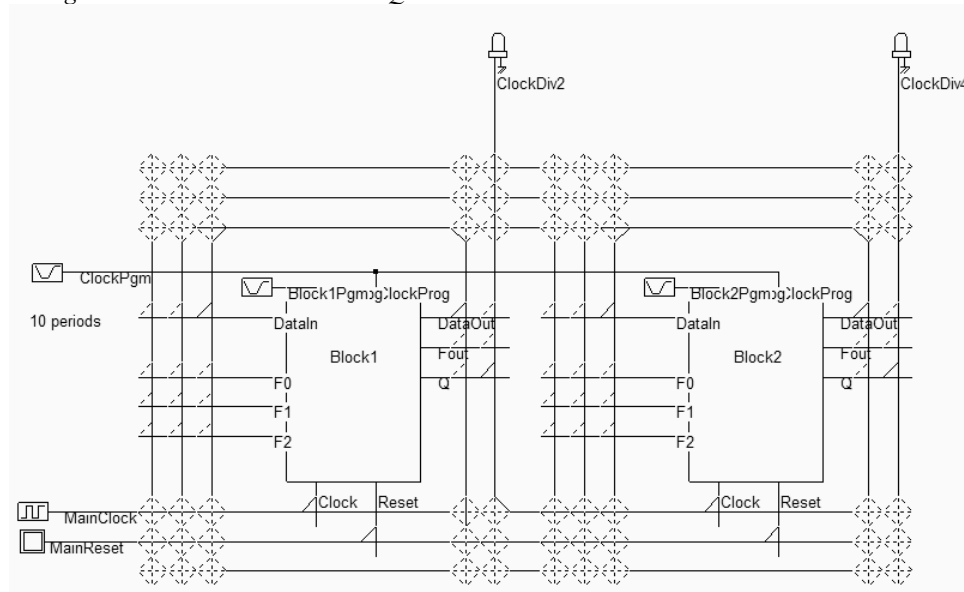 ClockDiv2
ClockDiv4
ClockPgm
Block1Pgm ClockProg
Block2Pgm ClockProg
10 periods
DataIn
DataOut
DataIn
DataOut
Block1
Fout
Block2
Fout
F0
Q
F0
Q
F1
F1
F2
F2
Clock
Reset
Clock
Reset
MainClock
MainReset